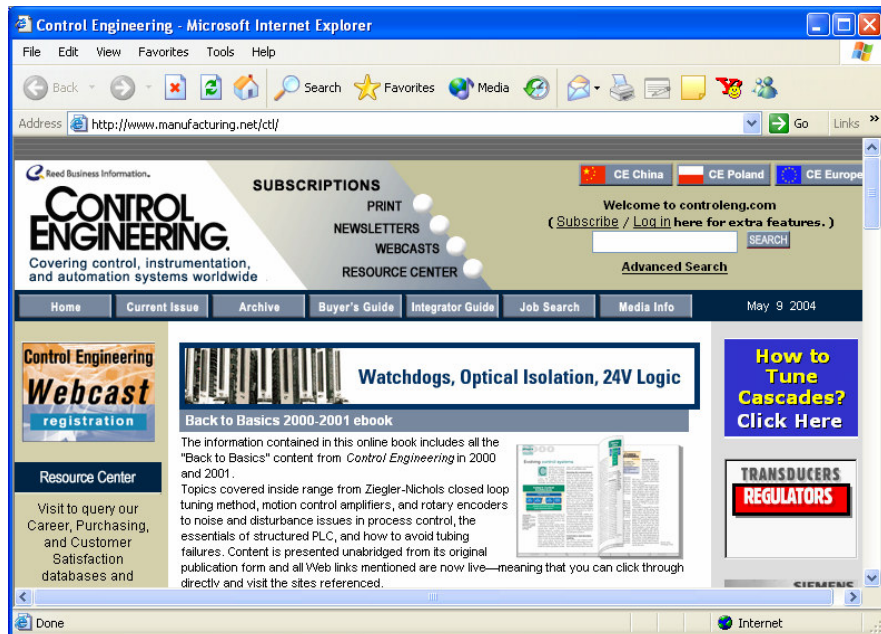 Control Engineering - Microsoft Internet Explorer
File Edit View Favorites Tools Help
Back Search Favorites Media
Address http://www.manufacturing.net/ctl/ Go Links »
Reed Business Information.
CONTROL
ENGINEERING.
Covering control, instrumentation,
and automation systems worldwide
SUBSCRIPTIONS
PRINT
NEWSLETTERS
WEBCASTS
RESOURCE CENTER
CE China CE Poland CE Europe
Welcome to controleng.com
( Subscribe / Log in here for extra features. )
SEARCH
Advanced Search
Home Current Issue Archive Buyer's Guide Integrator Guide Job Search Media Info May 9 2004
Control Engineering
Webcast
registration
Resource Center
Visit to query our
Career, Purchasing,
and Customer
Satisfaction
databases and
Watchdogs, Optical Isolation, 24V Logic
Back to Basics 2000-2001 ebook
The information contained in this online book includes all the
"Back to Basics" content from Control Engineering in 2000
and 2001.
Topics covered inside range from Ziegler-Nichols closed loop
tuning method, motion control amplifiers, and rotary encoders
to noise and disturbance issues in process control, the
essentials of structured PLC, and how to avoid tubing
failures. Content is presented unabridged from its original
publication form and all Web links mentioned are now live—meaning that you can click through
directly and visit the sites referenced.
Evolving control systems
How to
Tune
Cascades?
Click Here
TRANSDUCERS
REGULATORS
SIEMENS
Done Internet